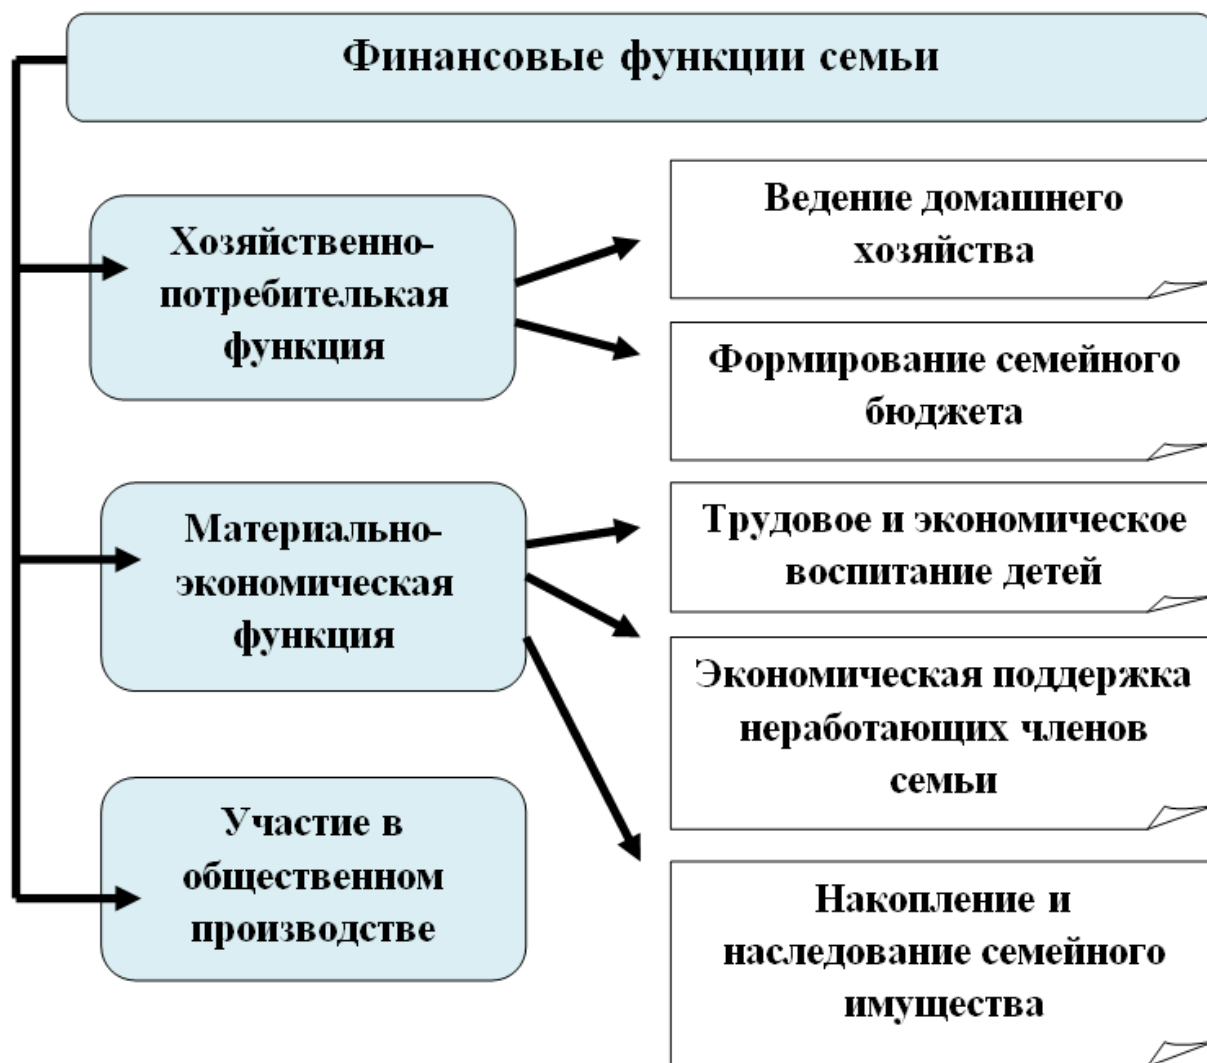 Финансовые функции семьи
Хозяйственно-
потребителькая
функция
Ведение домашнего
хозяйства
Формирование семейного
бюджета
Материально-
экономическая
функция
Трудовое и экономическое
воспитание детей
Экономическая поддержка
неработающих членов
семьи
Накопление и
наследование семейного
имущества
Участие в
общественном
производстве